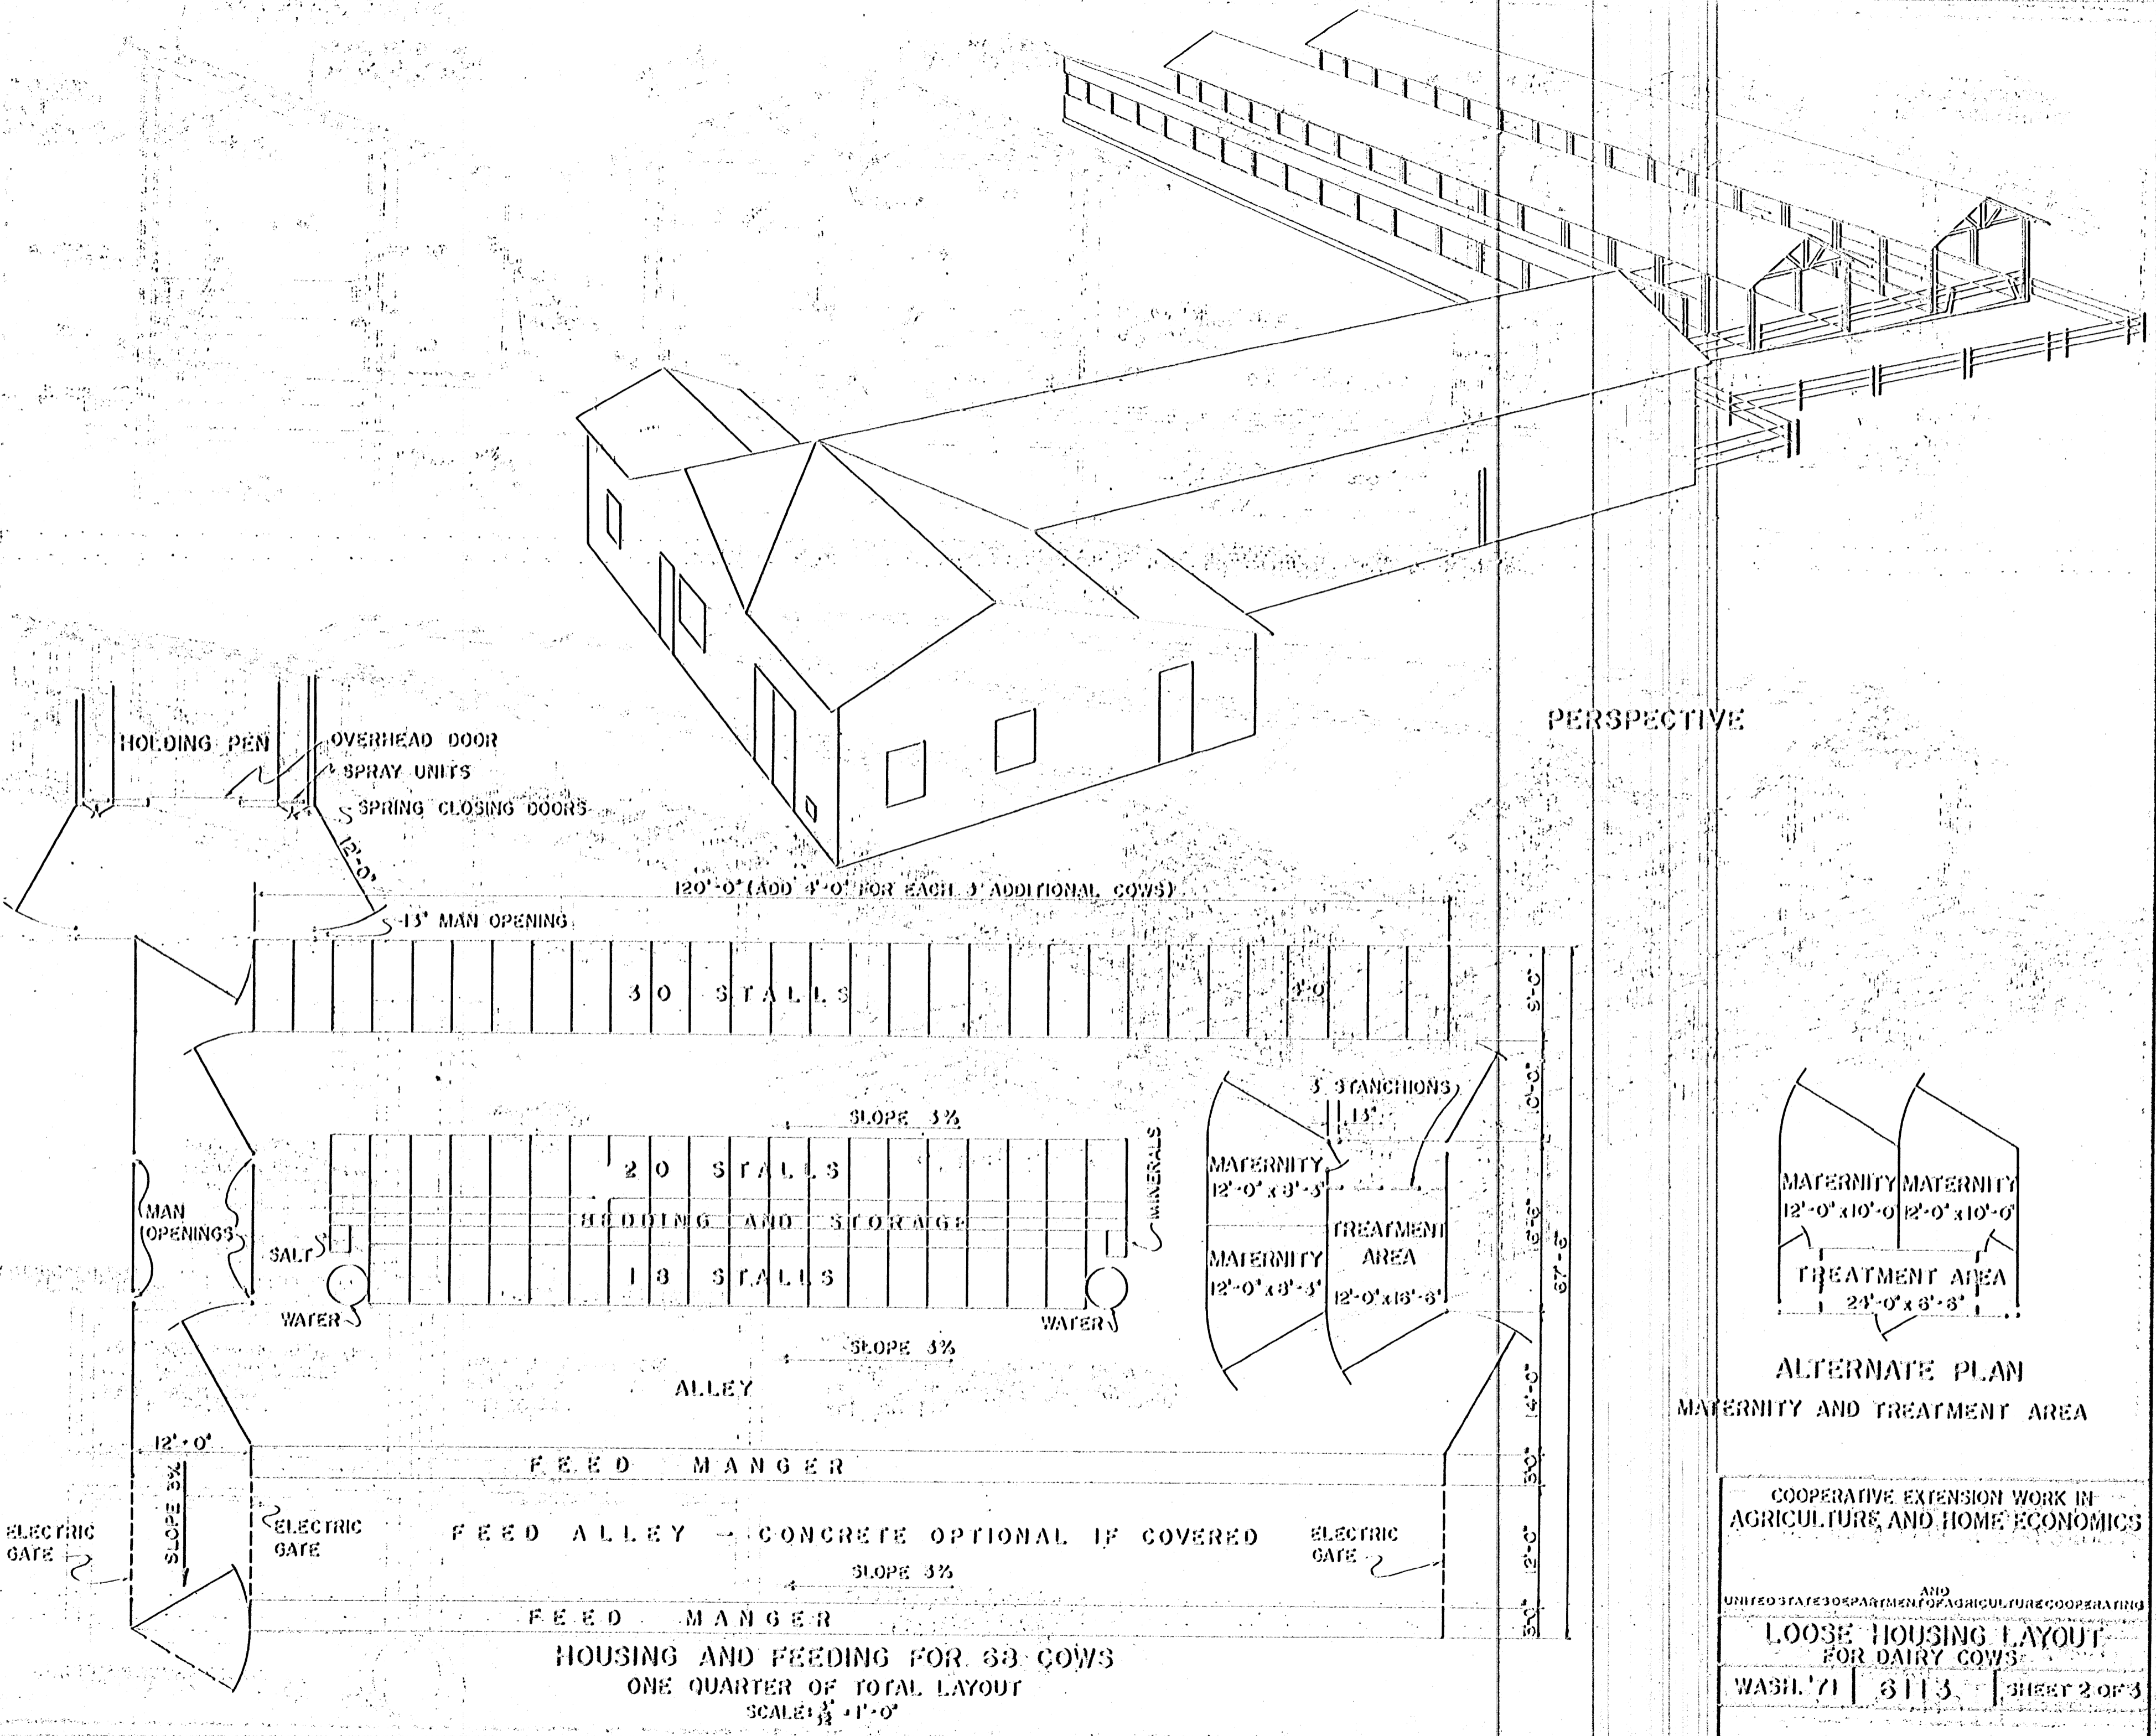 PERSPECTIVE
HOLDING PEN
OVERHEAD DOOR
SPRAY UNITS
SPRING CLOSING DOORS
12'-0"
120'-0" (ADD 4'-0" FOR EACH 3 ADDITIONAL COWS)
13" MAN OPENING
30 STALLS
4'-0"
9'-0"
3 STANCHIONS
13"
SLOPE 3%
20 STALLS
BEDDING AND STORAGE
18 STALLS
MINERALS
MAN
OPENINGS
SALT
WATER
WATER
MATERNITY
12'-0" x 8'-3"
MATERNITY
12'-0" x 8'-3"
TREATMENT
AREA
12'-0" x 16'-6"
SLOPE 3%
ALLEY
14'-0"
12'-0"
SLOPE 3%
FEED MANGER
3'-0"
ELECTRIC
GATE
ELECTRIC
GATE
FEED ALLEY - CONCRETE OPTIONAL IF COVERED
ELECTRIC
GATE
12'-0"
SLOPE 3%
FEED MANGER
3'-0"
HOUSING AND FEEDING FOR 68 COWS
ONE QUARTER OF TOTAL LAYOUT
SCALE: 3/32" = 1'-0"
MATERNITY MATERNITY
12'-0" x 10'-0" 12'-0" x 10'-0"
TREATMENT AREA
24'-0" x 6'-6"
ALTERNATE PLAN
MATERNITY AND TREATMENT AREA
COOPERATIVE EXTENSION WORK IN
AGRICULTURE AND HOME ECONOMICS
AND
UNITED STATES DEPARTMENT OF AGRICULTURE COOPERATING
LOOSE HOUSING LAYOUT
FOR DAIRY COWS
WASH. '71 6113 SHEET 2 OF 3